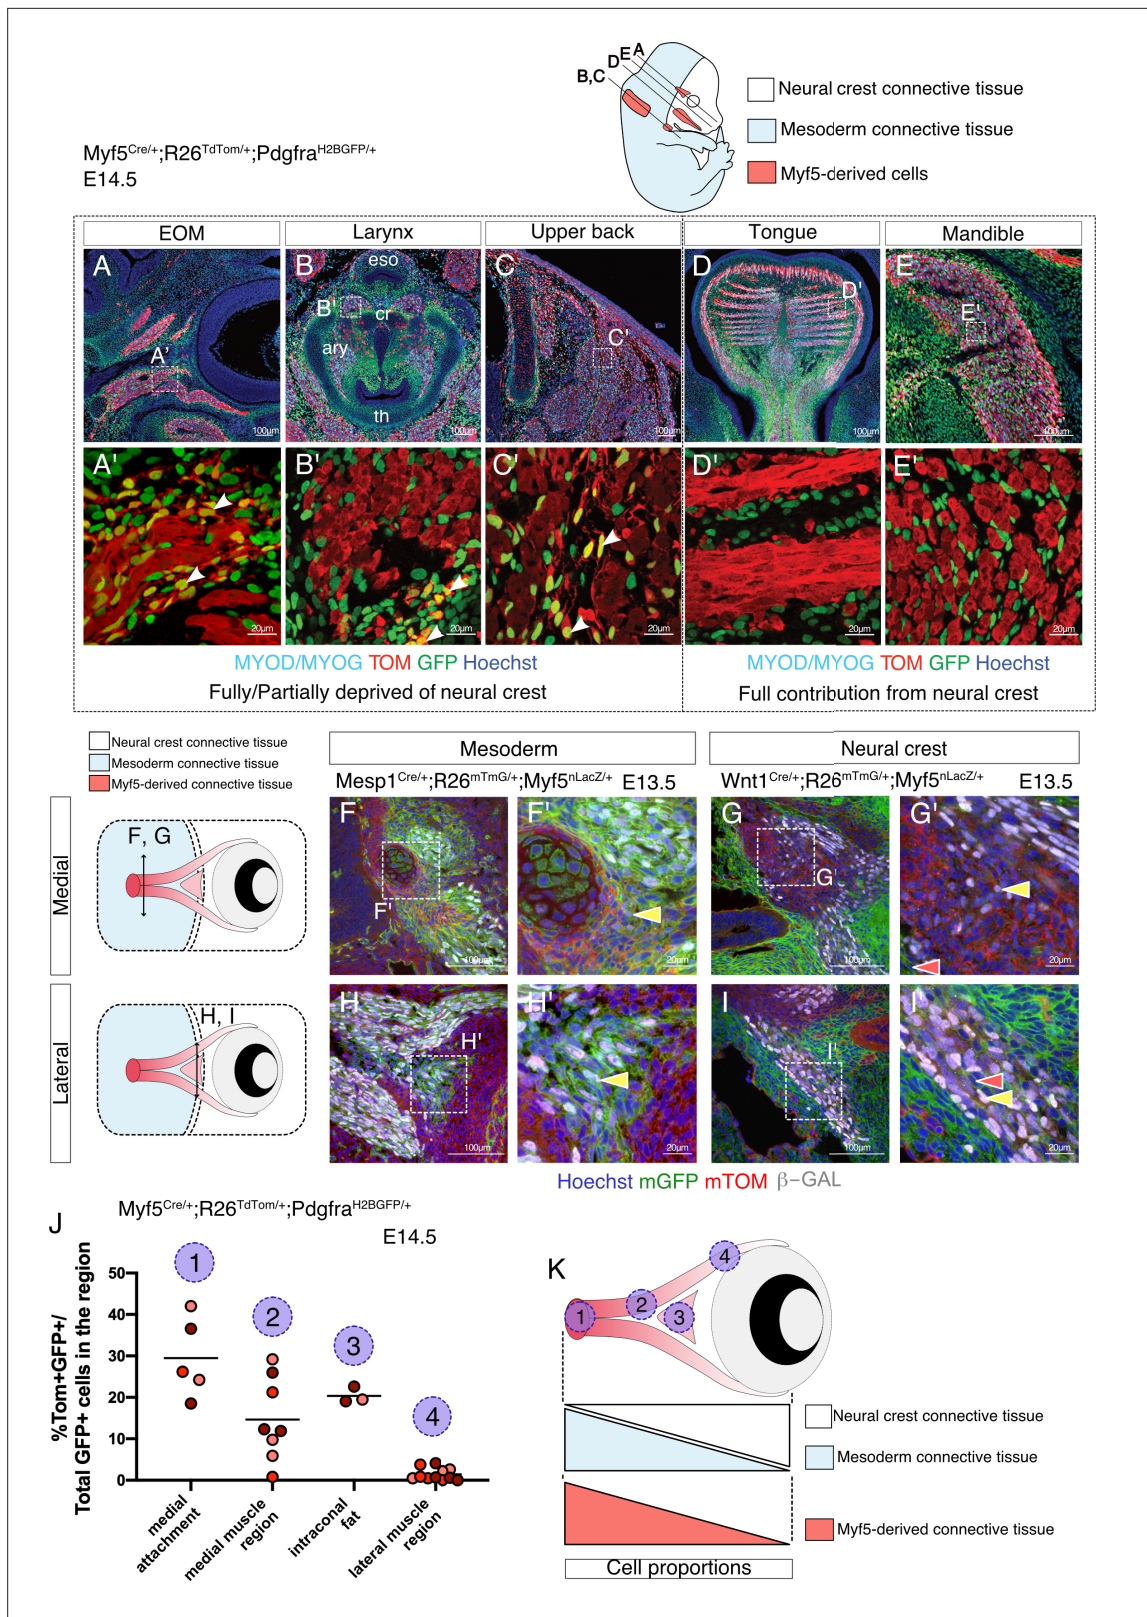 B,C D E A
Neural crest connective tissue
Mesoderm connective tissue
Myf5-derived cells
Myf5Cre/+;R26TdTom/+;PdgfraH2BGFP/+
E14.5
EOM Larynx Upper back Tongue Mandible
A A' 100µm
B eso B' cr ary th 100µm
C C' 100µm
D D' 100µm
E E' 100µm
A' 20µm
B' 20µm
C' 20µm
D' 20µm
E' 20µm
MYOD/MYOG TOM GFP Hoechst
MYOD/MYOG TOM GFP Hoechst
Fully/Partially deprived of neural crest
Full contribution from neural crest
Neural crest connective tissue
Mesoderm connective tissue
Myf5-derived connective tissue
Mesoderm
Neural crest
Mesp1Cre/+;R26mTmG/+;Myf5nLacZ/+ E13.5
Wnt1Cre/+;R26mTmG/+;Myf5nLacZ/+ E13.5
Medial
F, G
F F' 100µm
F' 20µm
G G' 100µm
G' 20µm
Lateral
H, I
H H' 100µm
H' 20µm
I I' 100µm
I' 20µm
Hoechst mGFP mTOM β-GAL
J
Myf5Cre/+;R26TdTom/+;PdgfraH2BGFP/+
E14.5
%Tom+GFP+/
Total GFP+ cells in the region
50
40
30
20
10
0
1
2
3
4
medial
attachment
medial muscle
region
intraconal
fat
lateral muscle
region
K
1 2 3 4
Neural crest connective tissue
Mesoderm connective tissue
Myf5-derived connective tissue
Cell proportions